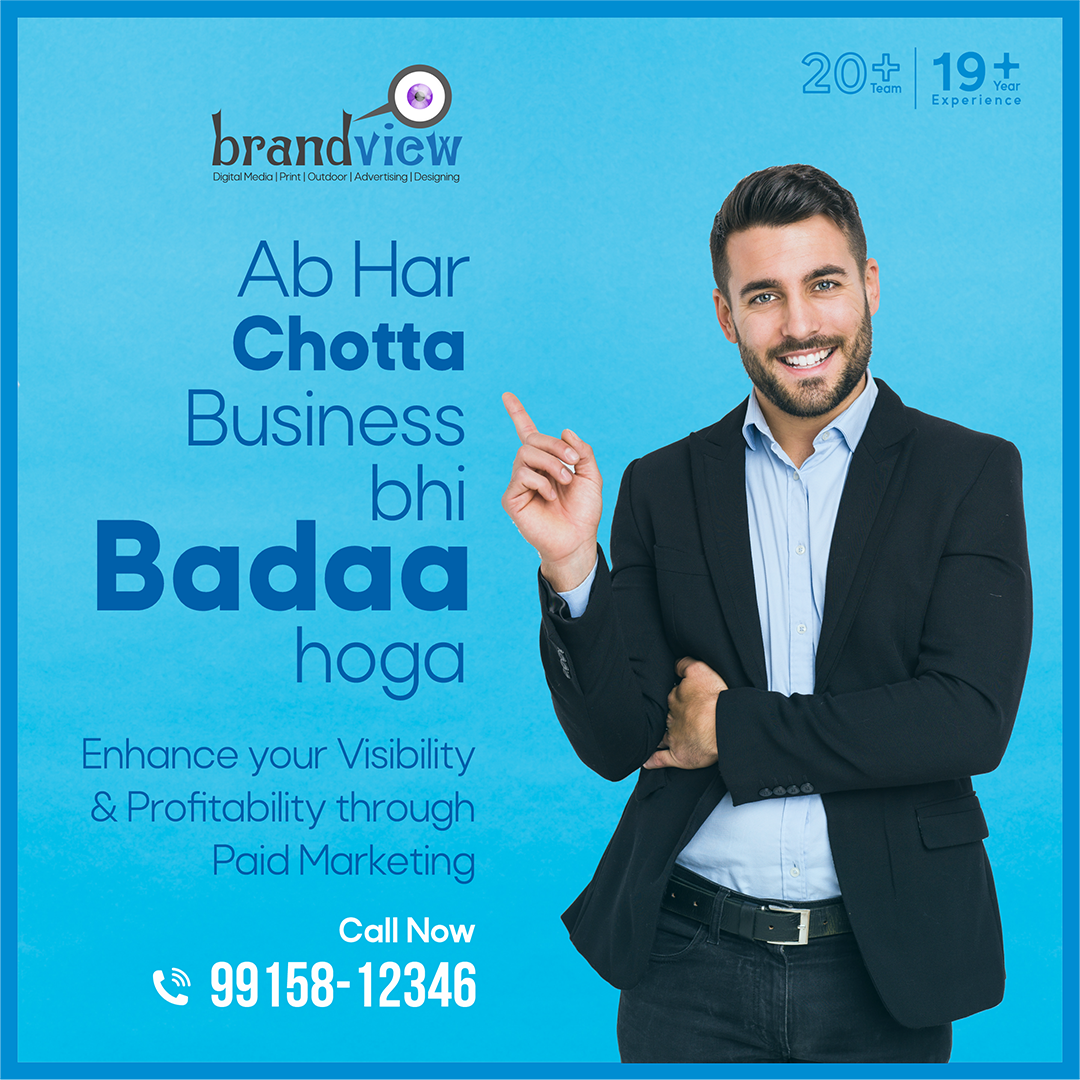 brandview
Digital Media | Print | Outdoor | Advertising | Designing
20+ Team
19+ Year
Experience
Ab Har
Chotta
Business
bhi
Badaa
hoga
Enhance your Visibility
& Profitability through
Paid Marketing
Call Now
99158-12346